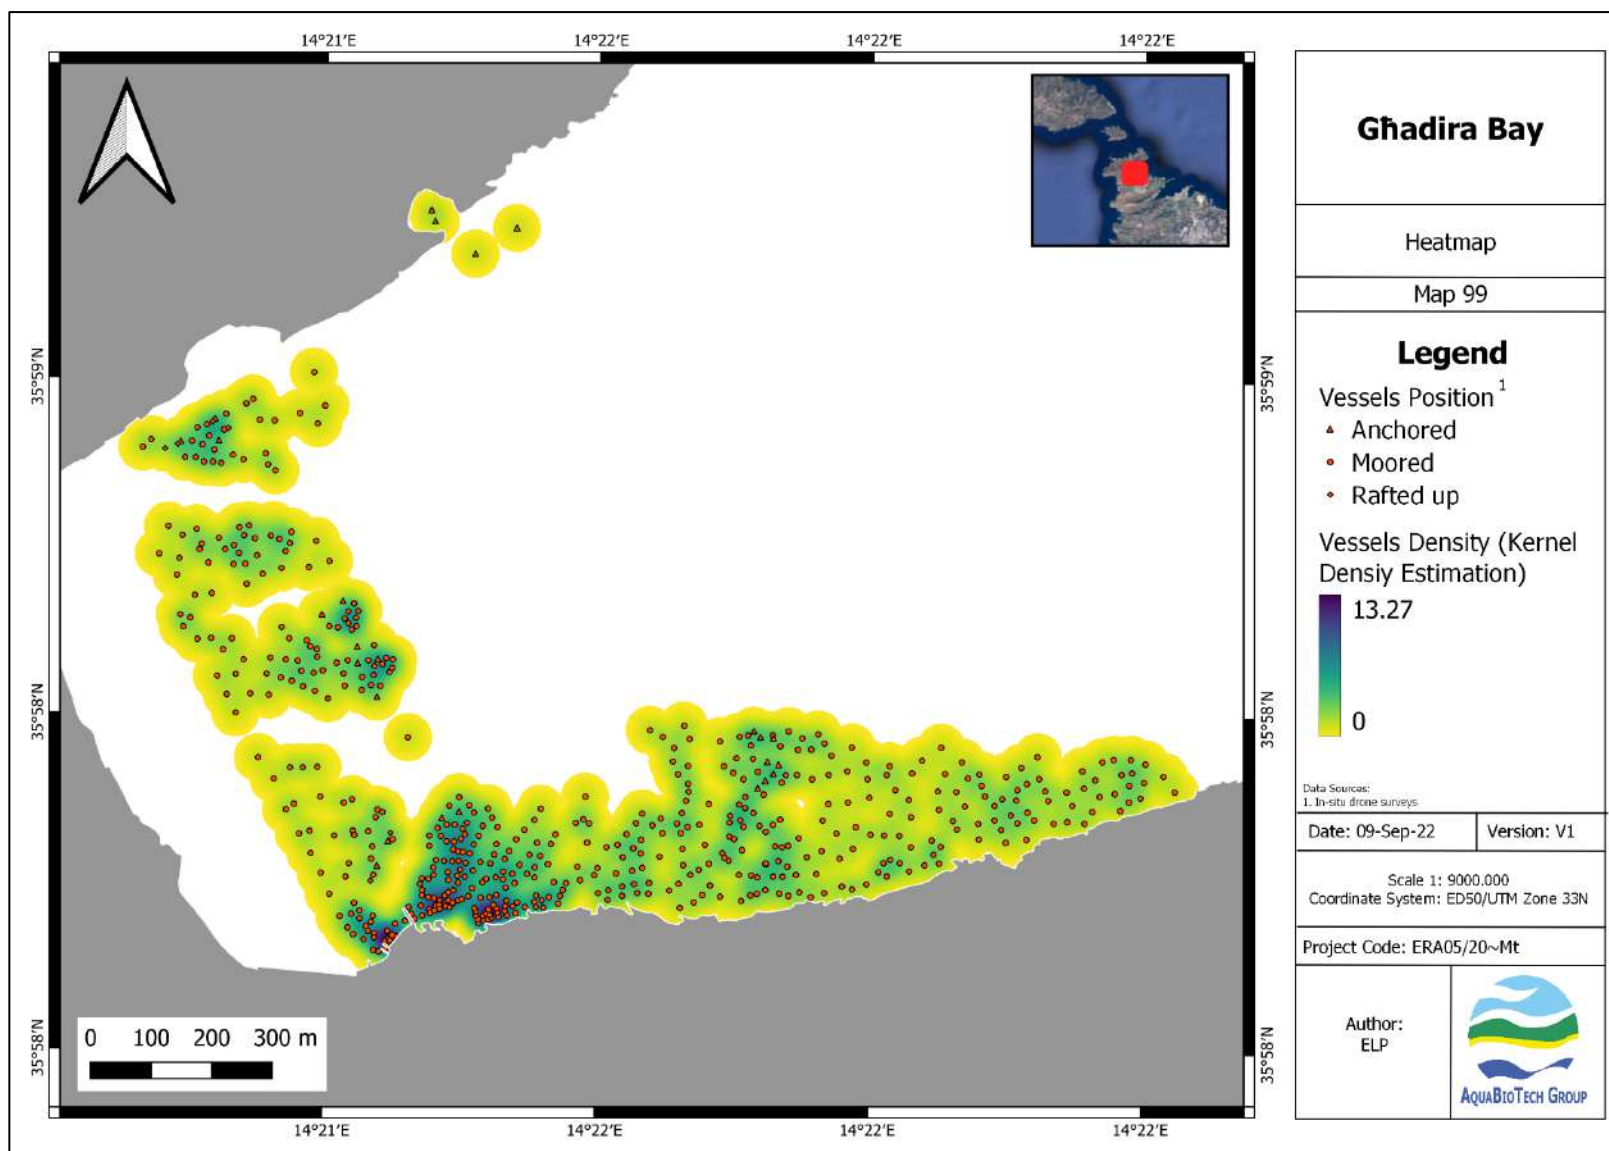 14°21'E 14°22'E 14°22'E 14°22'E
35°59'N 35°59'N
35°58'N 35°58'N
35°58'N 35°58'N
0 100 200 300 m
14°21'E 14°22'E 14°22'E 14°22'E
Għadira Bay
Heatmap
Map 99
Legend
Vessels Position 1
Anchored
Moored
Rafted up
Vessels Density (Kernel
Densiy Estimation)
13.27
0
Data Sources:
1. In-situ drone surveys
Date: 09-Sep-22 Version: V1
Scale 1: 9000.000
Coordinate System: ED50/UTM Zone 33N
Project Code: ERA05/20~Mt
Author:
ELP
AQUABIOTECH GROUP